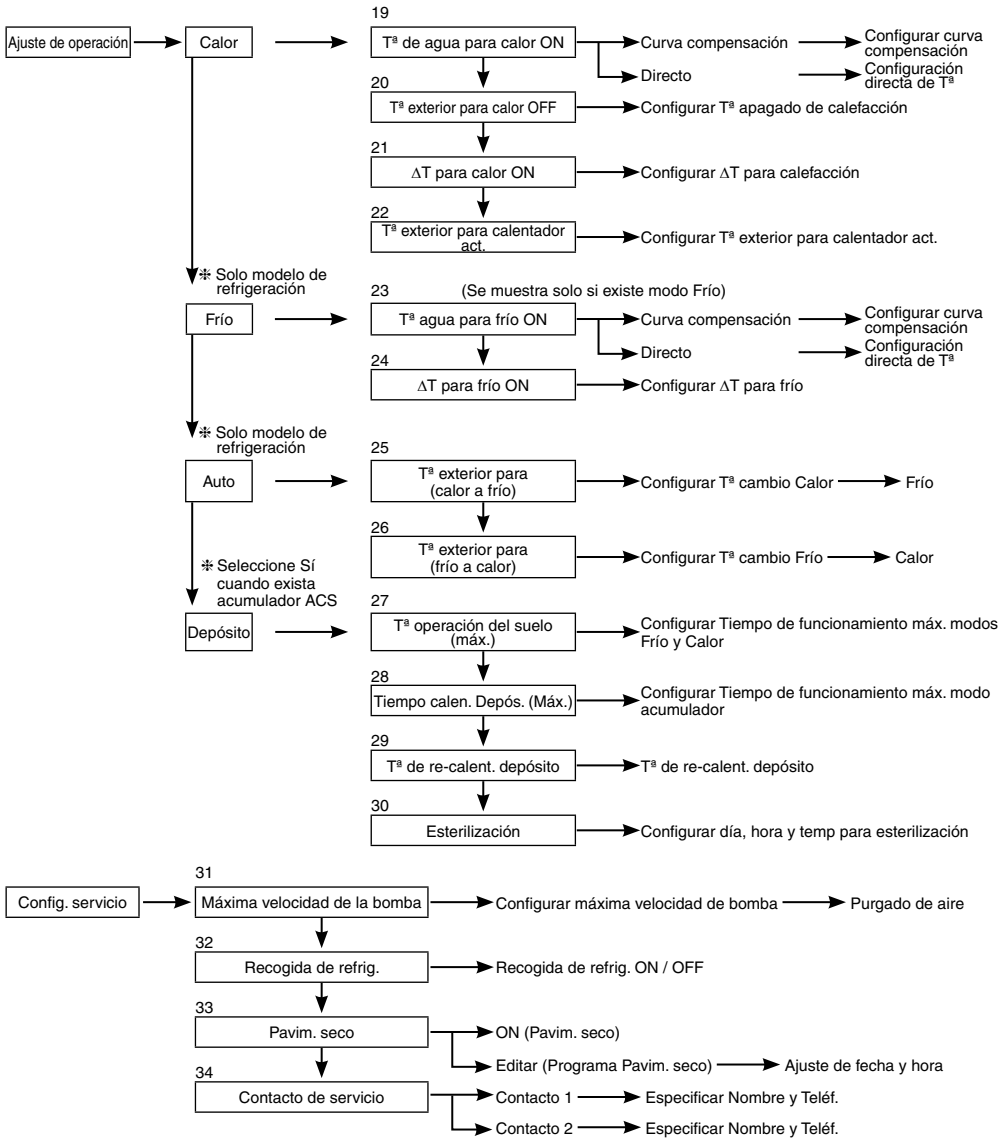 19
Ajuste de operación
Calor
Tª de agua para calor ON
Curva compensación
Configurar curva
compensación
Directo
Configuración
directa de Tª
20
Tª exterior para calor OFF
Configurar Tª apagado de calefacción
21
ΔT para calor ON
Configurar ΔT para calefacción
22
Tª exterior para calentador
act.
Configurar Tª exterior para calentador act.
❉ Solo modelo de
refrigeración
23
(Se muestra solo si existe modo Frío)
Frío
Tª agua para frío ON
Curva compensación
Configurar curva
compensación
Directo
Configuración
directa de Tª
24
ΔT para frío ON
Configurar ΔT para frío
❉ Solo modelo de
refrigeración
25
Auto
Tª exterior para
(calor a frío)
Configurar Tª cambio Calor
Frío
26
Tª exterior para
(frío a calor)
Configurar Tª cambio Frío
Calor
❉ Seleccione Sí
cuando exista
acumulador ACS
27
Depósito
Tª operación del suelo
(máx.)
Configurar Tiempo de funcionamiento máx. modos
Frío y Calor
28
Tiempo calen. Depós. (Máx.)
Configurar Tiempo de funcionamiento máx. modo
acumulador
29
Tª de re-calent. depósito
Tª de re-calent. depósito
30
Esterilización
Configurar día, hora y temp para esterilización
31
Config. servicio
Máxima velocidad de la bomba
Configurar máxima velocidad de bomba
Purgado de aire
32
Recogida de refrig.
Recogida de refrig. ON / OFF
33
Pavim. seco
ON (Pavim. seco)
Editar (Programa Pavim. seco)
Ajuste de fecha y hora
34
Contacto de servicio
Contacto 1
Especificar Nombre y Teléf.
Contacto 2
Especificar Nombre y Teléf.